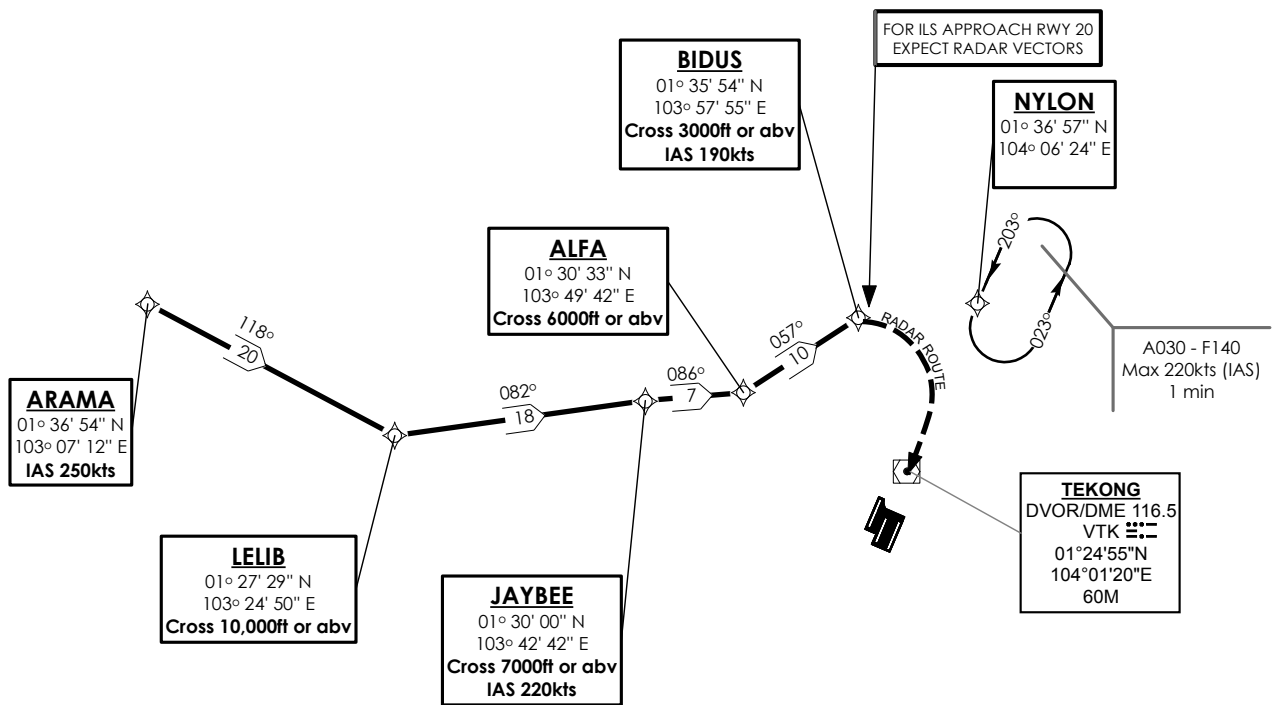 FOR ILS APPROACH RWY 20
EXPECT RADAR VECTORS
BIDUS
01° 35' 54" N
103° 57' 55" E
Cross 3000ft or abv
IAS 190kts
NYLON
01° 36' 57" N
104° 06' 24" E
ALFA
01° 30' 33" N
103° 49' 42" E
Cross 6000ft or abv
203°
023°
RADAR ROUTE
118°
20
057°
10
086°
7
082°
18
A030 - F140
Max 220kts (IAS)
1 min
ARAMA
01° 36' 54" N
103° 07' 12" E
IAS 250kts
TEKONG
DVOR/DME 116.5
VTK
01°24'55"N
104°01'20"E
60M
LELIB
01° 27' 29" N
103° 24' 50" E
Cross 10,000ft or abv
JAYBEE
01° 30' 00" N
103° 42' 42" E
Cross 7000ft or abv
IAS 220kts